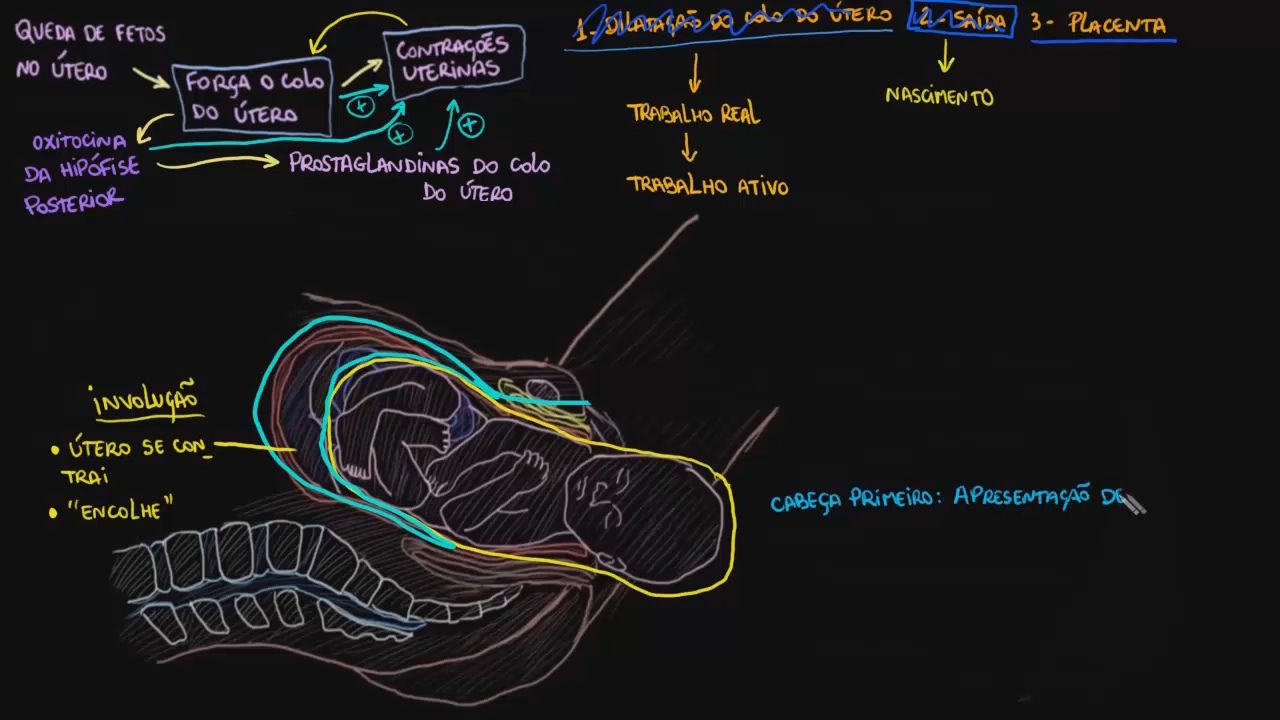 QUEDA DE FETOS
NO ÚTERO
FORÇA O COLO
DO ÚTERO
CONTRAÇÕES
UTERINAS
OXITOCINA
DA HIPÓFISE
POSTERIOR
PROSTAGLANDINAS DO COLO
DO ÚTERO
+
+
+
1- DILATAÇÃO DO COLO DO ÚTERO
2- SAÍDA
3- PLACENTA
TRABALHO REAL
TRABALHO ATIVO
NASCIMENTO
INVOLUÇÃO
• ÚTERO SE CON_
TRAI
• "ENCOLHE"
CABEÇA PRIMEIRO: APRESENTAÇÃO DE